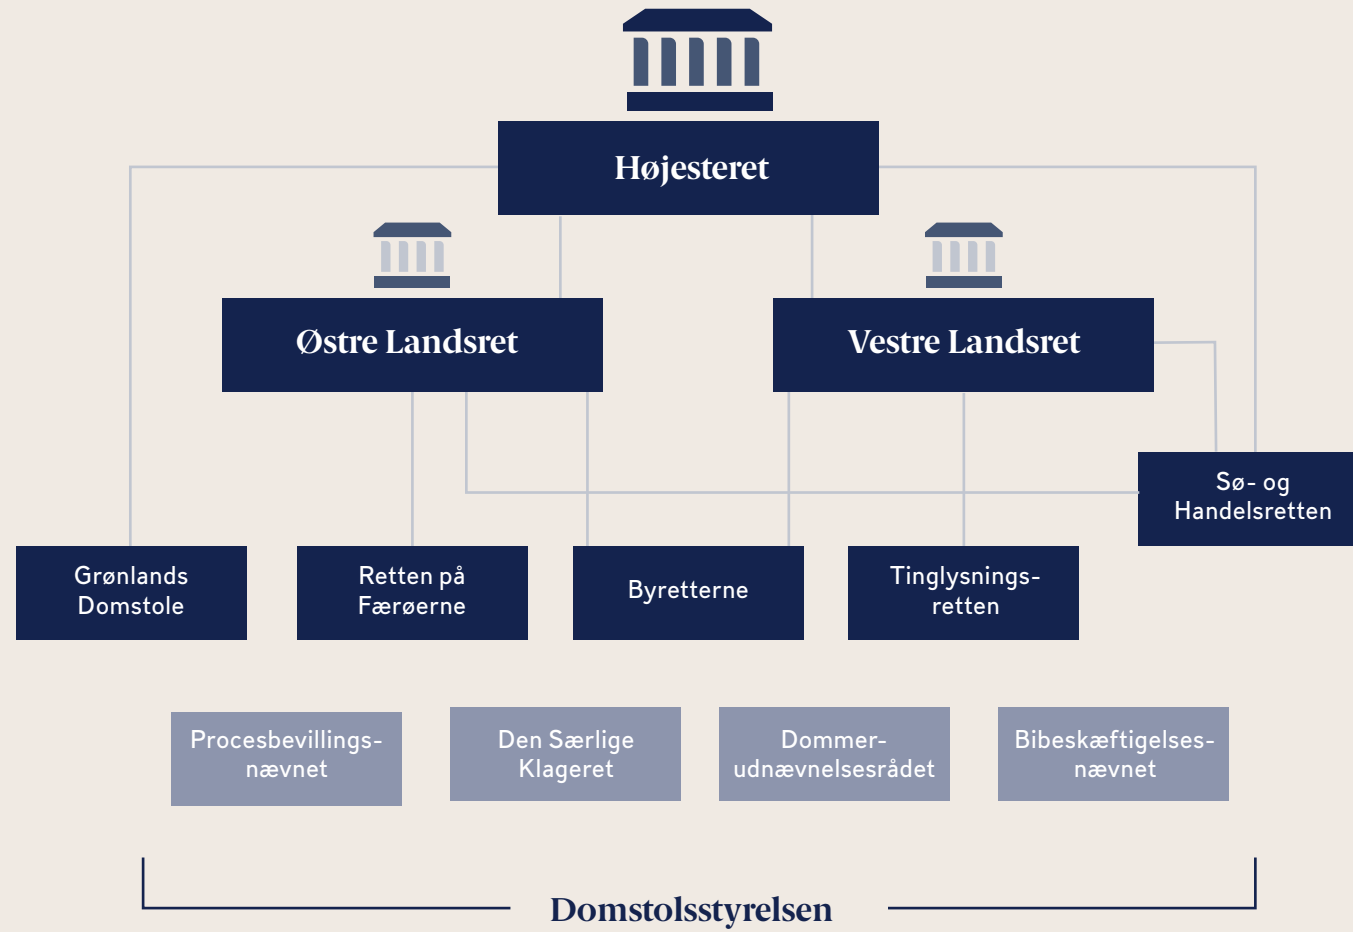 Højesteret
Østre Landsret
Vestre Landsret
Sø- og
Handelsretten
Grønlands
Domstole
Retten på
Færøerne
Byretterne
Tinglysnings-
retten
Procesbevillings-
nævnet
Den Særlige
Klageret
Dommer-
udnævnelsesrådet
Bibeskæftigelses-
nævnet
Domstolsstyrelsen